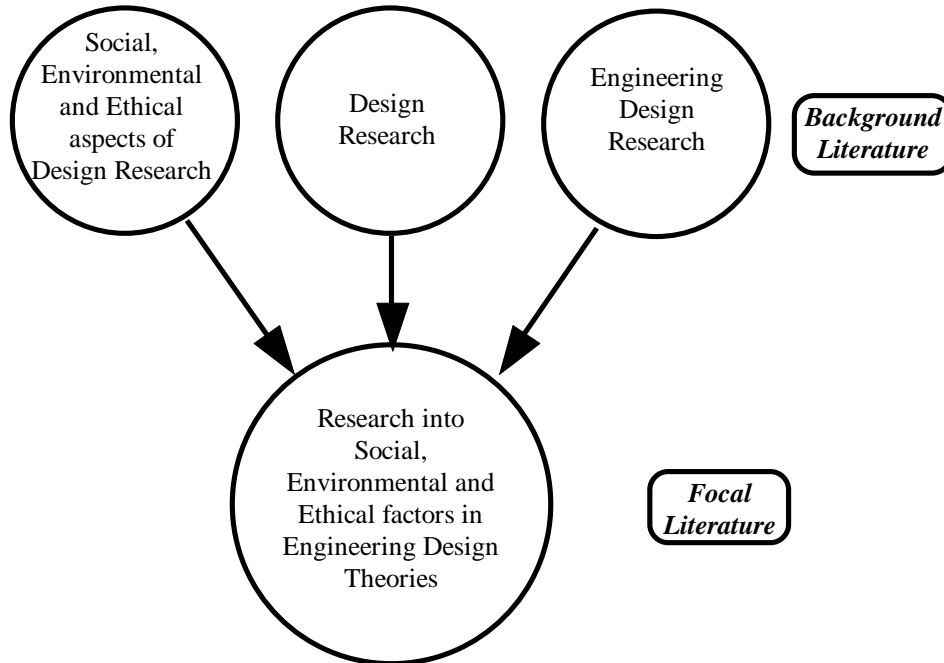 Social,
Environmental
and Ethical
aspects of
Design Research
Design
Research
Engineering
Design
Research
Background
Literature
Research into
Social,
Environmental and
Ethical factors in
Engineering Design
Theories
Focal
Literature